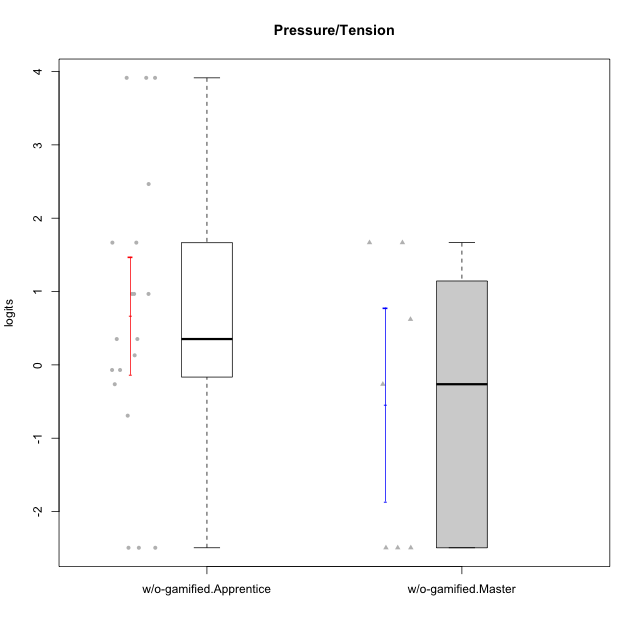 Pressure/Tension
logits
4
3
2
1
0
-1
-2
w/o-gamified.Apprentice
w/o-gamified.Master